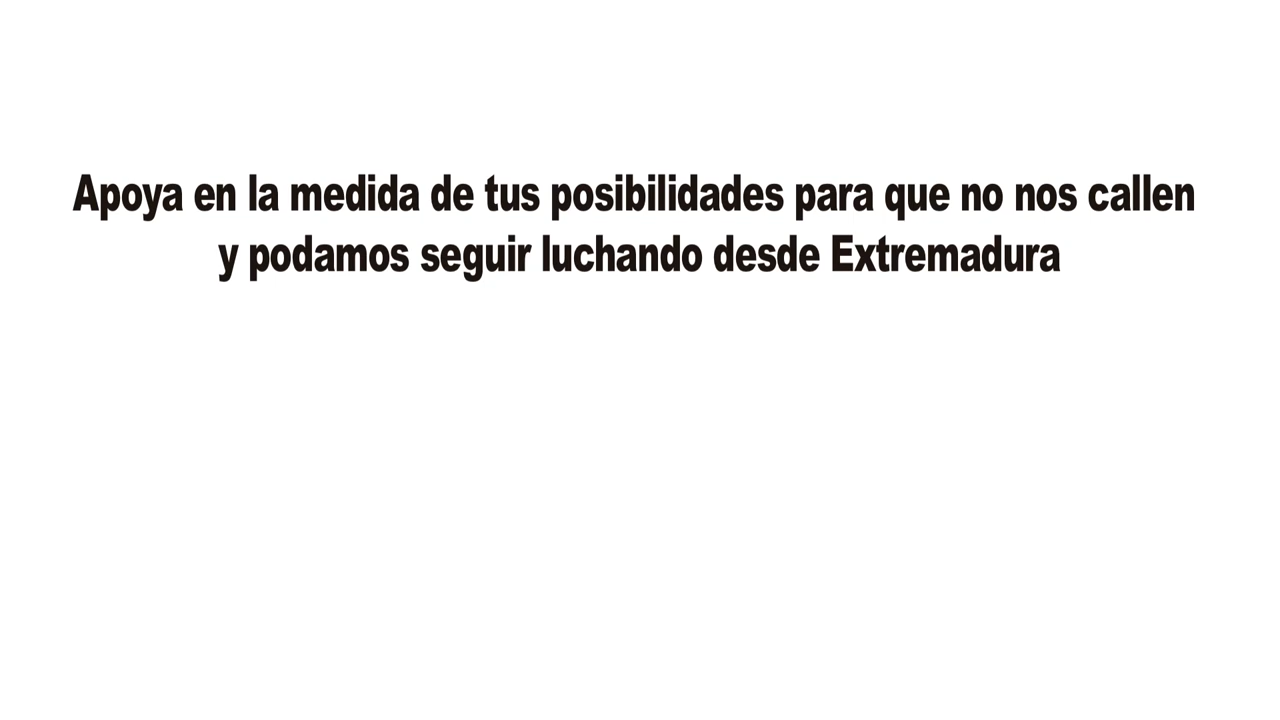 Apoya en la medida de tus posibilidades para que no nos callen
y podamos seguir luchando desde Extremadura